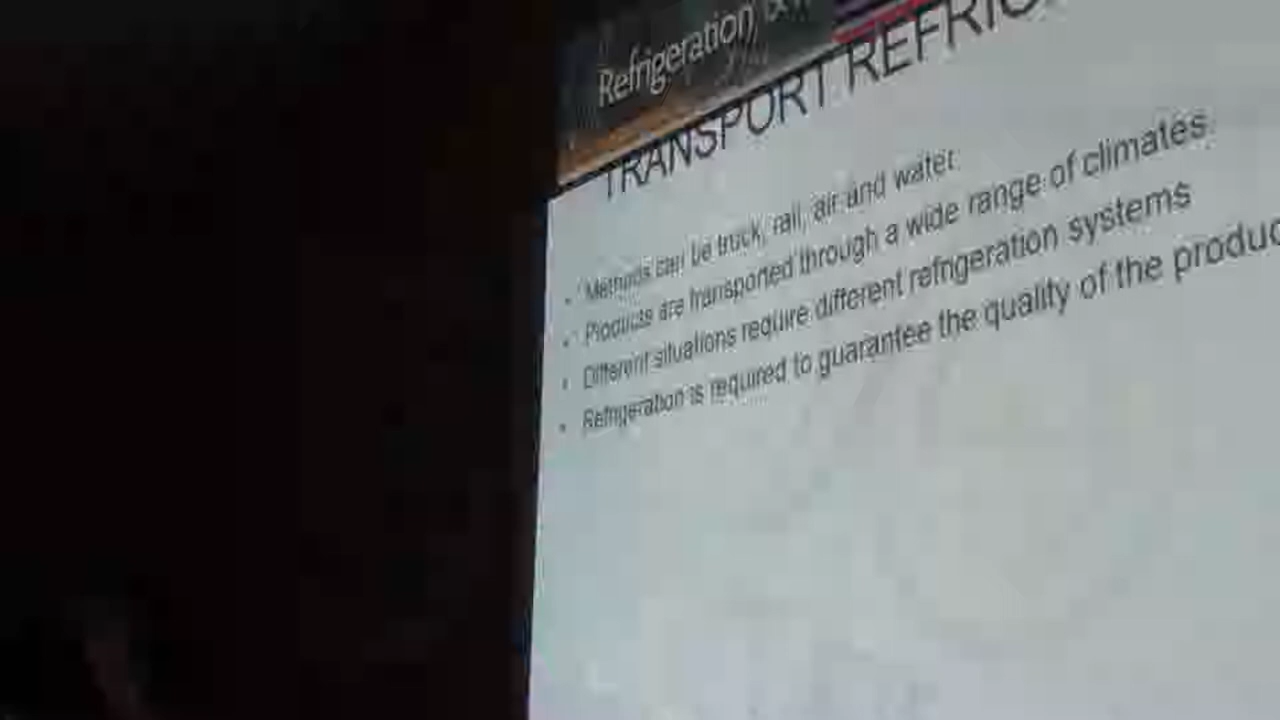 Refrigeration &
TRANSPORT REFRIG
• Methods can be truck, rail, air and water
• Products are transported through a wide range of climates
• Different situations require different refrigeration systems
• Refrigeration is required to guarantee the quality of the produc